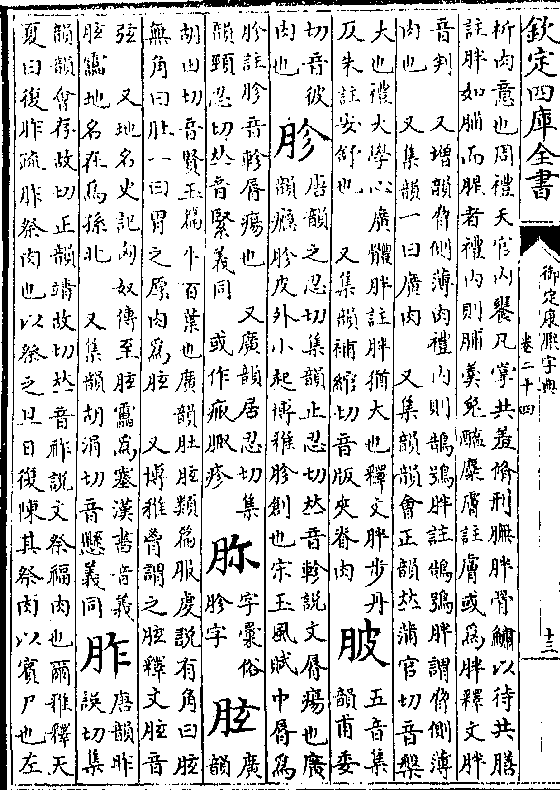 欽定四庫全書
御定康熙字典
卷二十四
十三
析肉意也周禮天官内饔凡掌共羞脩刑膴胖骨鱐以待共膳
註胖如脯而腥者禮内則脯羹兔醢麋膚註膚或爲胖釋文胖
音判　又增韻脅側薄肉禮内則鵠鴞胖註鵠鴞胖謂脅側薄
肉也　又集韻一曰廣肉　又集韻韻會正韻𠀤蒲官切音槃
大也禮大學心廣體胖註胖猶大也釋文胖步丹
反朱註安舒也　又集韻補綰切音版夾脊肉
䏢
五音集
韻甫委
切音彼
肉也
胗
唐韻之忍切集韻止忍切𠀤音軫說文脣瘍也廣
韻癮胗皮外小起博雅胗創也宋玉風賦中脣爲
胗註胗音軫脣瘍也　又廣韻居忍切集
韻頸忍切𠀤音緊義同　或作疹
字彙俗
胗字
胘
廣
韻
胡田切音賢玉篇牛百葉也廣韻肚胘類篇服虔說有角曰胘
無角曰肚一曰胃之厚肉爲胘　又博雅胃謂之胘釋文胘音
弦　又地名史記匈奴傳至胘靁爲塞漢書音義
胘靁地名在烏孫北　又集韻胡涓切音懸義同
胙
唐韻昨
誤切集
韻韻會存故切正韻靖故切𠀤音祚說文祭福肉也爾雅釋天
夏曰復胙疏胙祭肉也以祭之旦日復陳其祭肉以賓尸也左